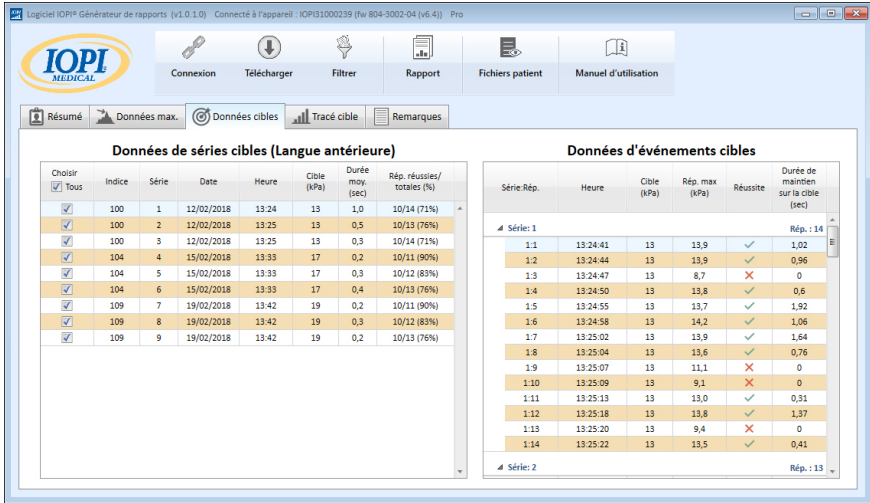 Logiciel IOPI® Générateur de rapports (v1.0.1.0) Connecté à l'appareil : IOPI31000239 (fw 804-3002-04 (v6.4)) Pro
IOPI
MEDICAL
Connexion Télécharger Filtrer Rapport Fichiers patient Manuel d'utilisation
Résumé Données max. Données cibles Tracé cible Remarques
Données de séries cibles (Langue antérieure)
Choisir Tous Indice Série Date Heure Cible (kPa) Durée moy. (sec) Rép. réussies/ totales (%)
100 1 12/02/2018 13:24 13 1,0 10/14 (71%)
100 2 12/02/2018 13:25 13 0,5 10/13 (76%)
100 3 12/02/2018 13:25 13 0,3 10/14 (71%)
104 4 15/02/2018 13:33 17 0,2 10/11 (90%)
104 5 15/02/2018 13:33 17 0,3 10/12 (83%)
104 6 15/02/2018 13:33 17 0,4 10/13 (76%)
109 7 19/02/2018 13:42 19 0,2 10/11 (90%)
109 8 19/02/2018 13:42 19 0,3 10/12 (83%)
109 9 19/02/2018 13:42 19 0,2 10/13 (76%)
Données d'événements cibles
Série:Rép. Heure Cible (kPa) Rép. max (kPa) Réussite Durée de maintien sur la cible (sec)
Série: 1 Rép. : 14
1:1 13:24:41 13 13,9 1,02
1:2 13:24:44 13 13,9 0,96
1:3 13:24:47 13 8,7 0
1:4 13:24:50 13 13,8 0,6
1:5 13:24:55 13 13,7 1,92
1:6 13:24:58 13 14,2 1,06
1:7 13:25:02 13 13,9 1,64
1:8 13:25:04 13 13,6 0,76
1:9 13:25:07 13 11,1 0
1:10 13:25:09 13 9,1 0
1:11 13:25:13 13 13,0 0,31
1:12 13:25:18 13 13,8 1,37
1:13 13:25:20 13 9,4 0
1:14 13:25:22 13 13,5 0,41
Série: 2 Rép. : 13